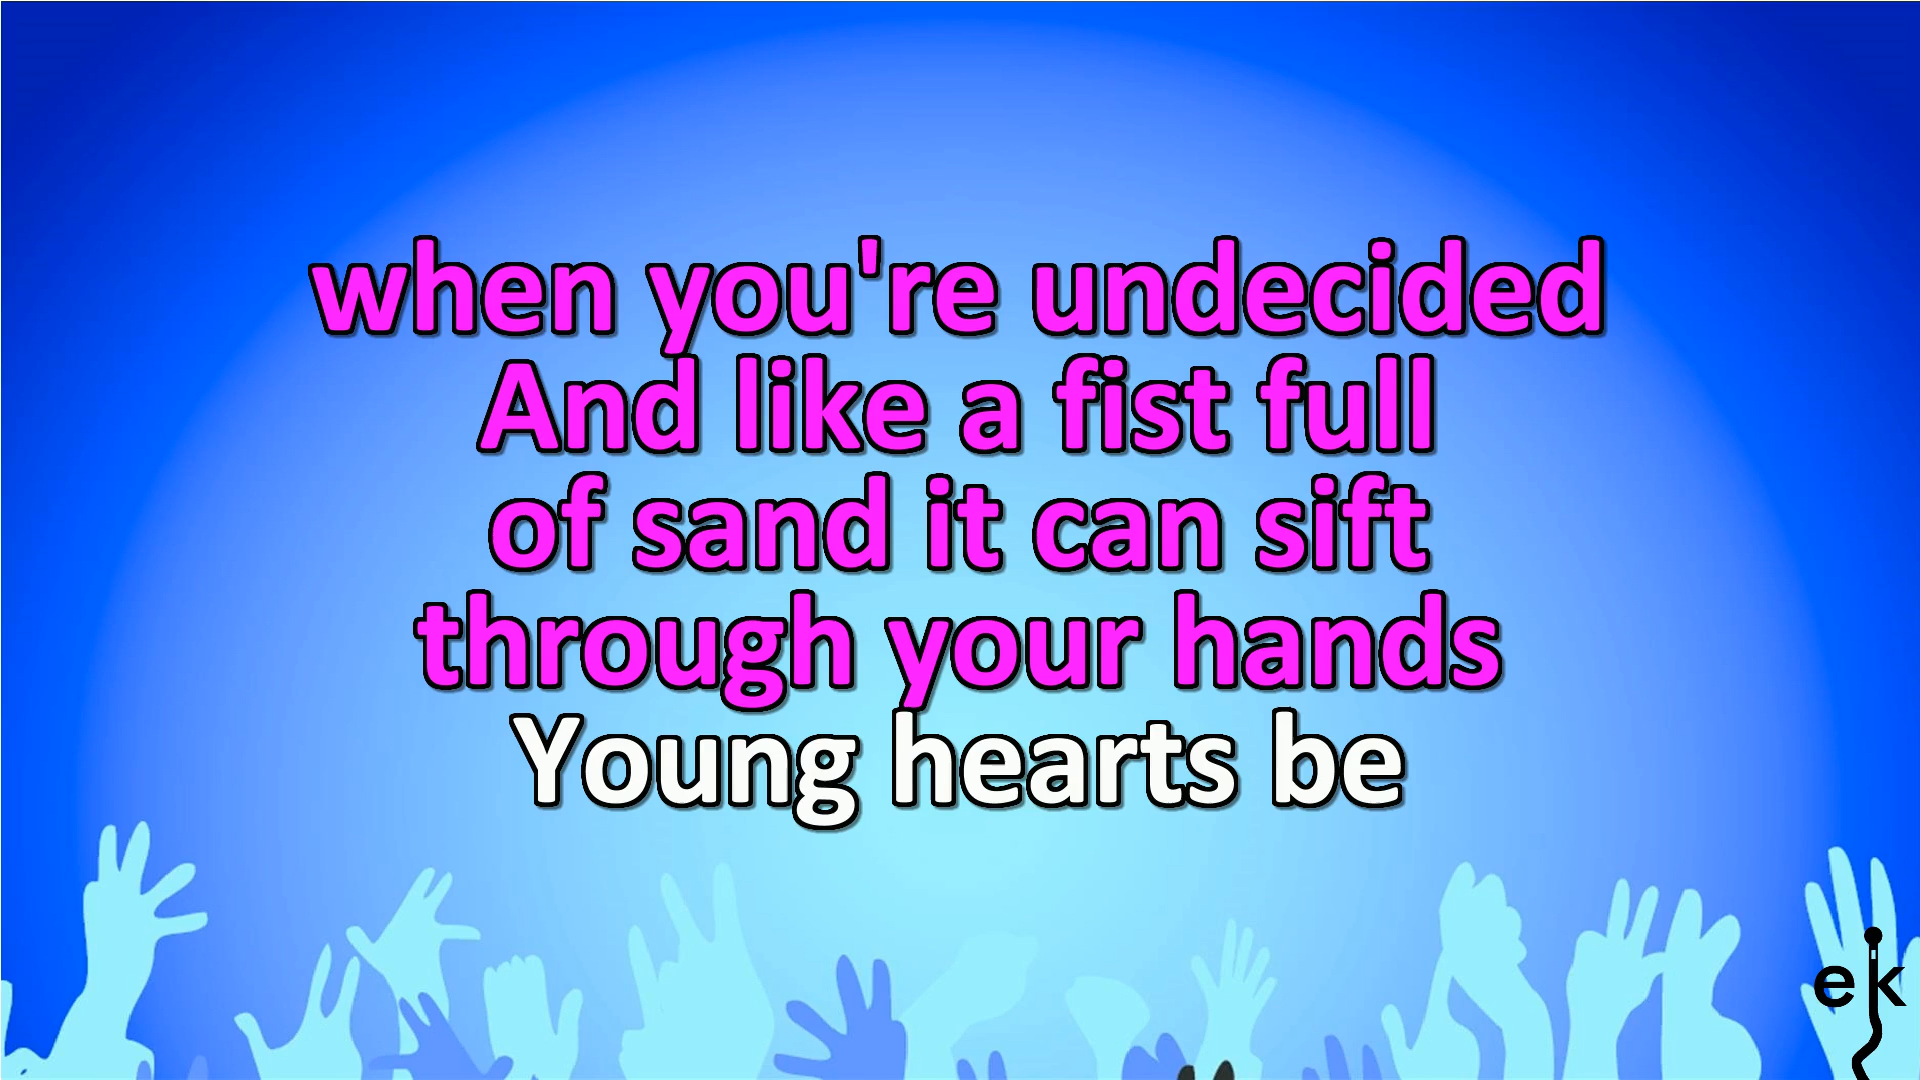 when you're undecided
And like a fist full
of sand it can sift
through your hands
Young hearts be
ek